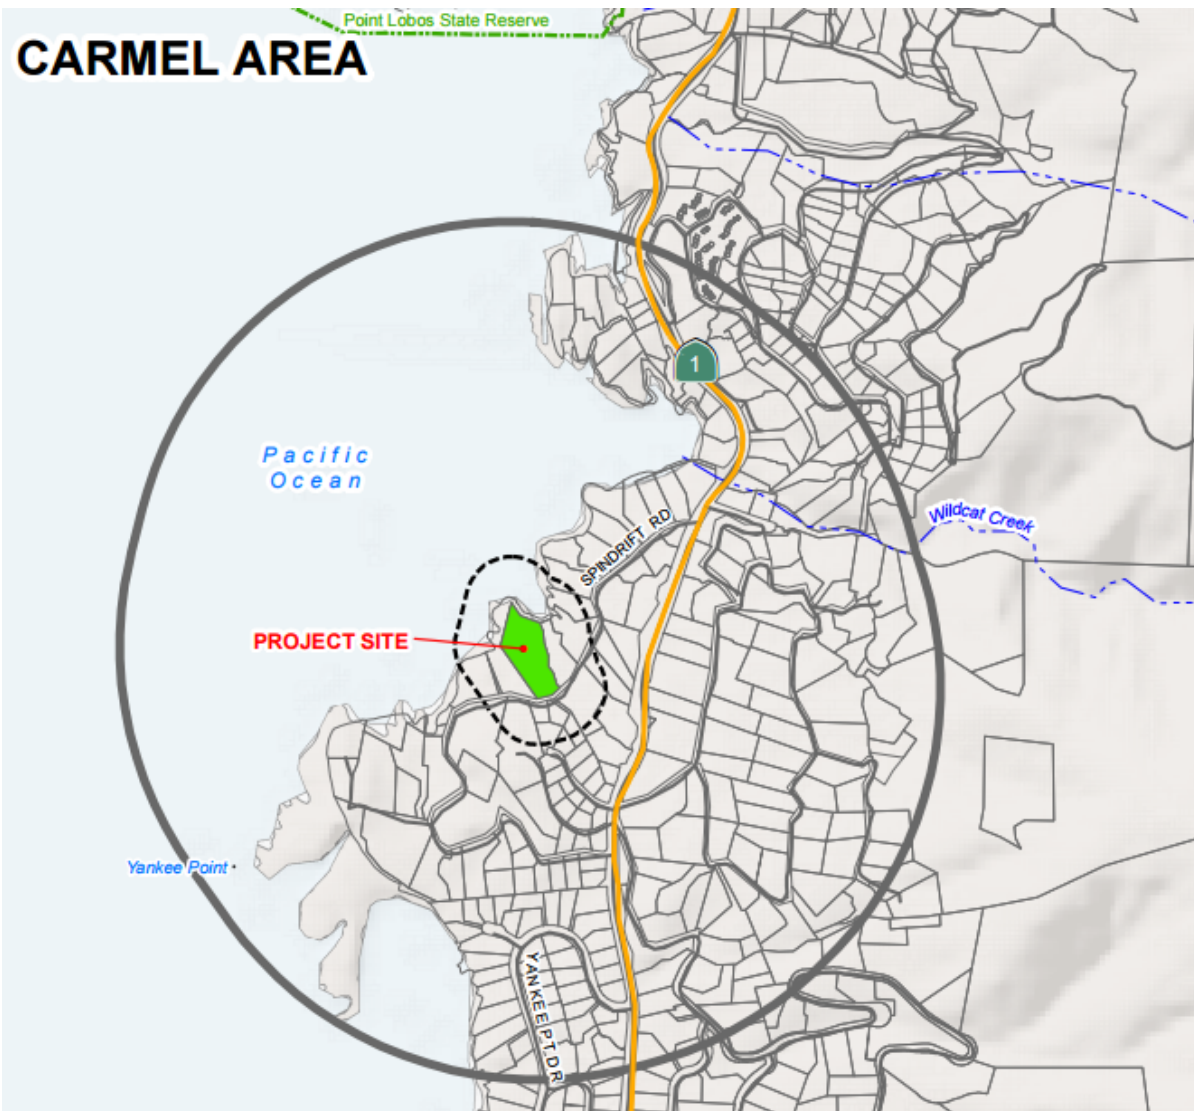 Point Lobos State Reserve
CARMEL AREA
1
Pacific
Ocean
Wildcat Creek
SPINDRIFT RD
PROJECT SITE
Yankee Point
YANKEE PT DR